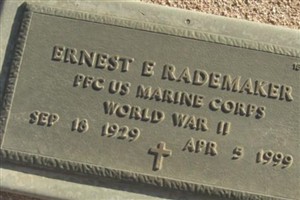 ERNEST E RADEMAKER
PFC US MARINE CORPS
WORLD WAR II
SEP 18 1929 APR 5 1999